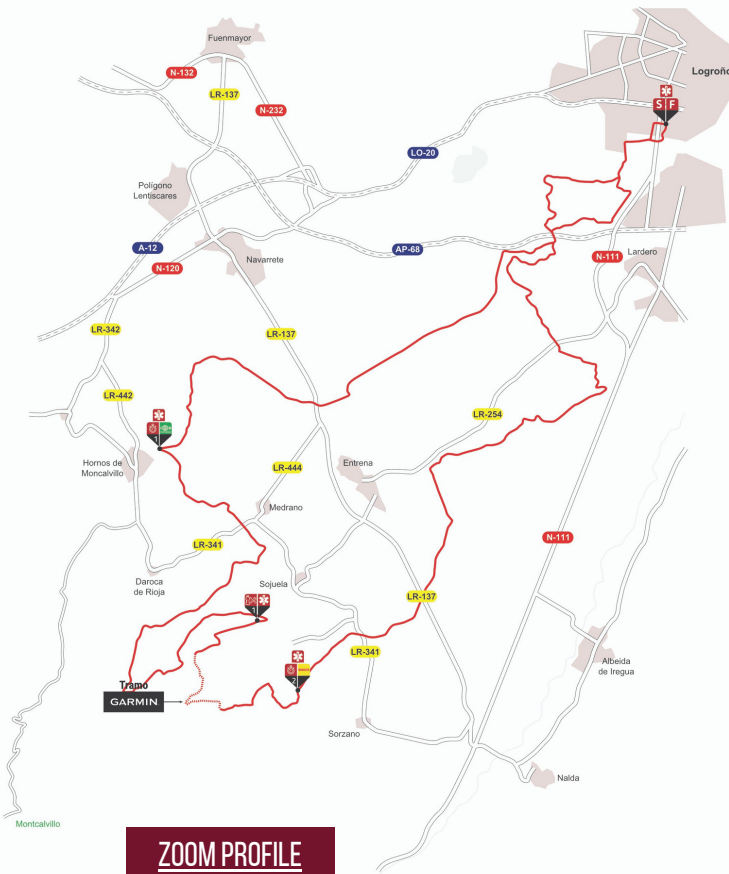 Fuenmayor
N-132
LR-137
N-232
Logroño
S F
LO-20
Polígono
Lentiscares
A-12
N-120
Navarrete
AP-68
N-111
Lardero
LR-342
LR-137
LR-442
LR-254
1
Hornos de
Moncalvillo
LR-444
Entrena
Medrano
LR-341
N-111
Daroca
de Rioja
Sojuela
1
LR-137
LR-341
Albeida
de Iregua
2
Tramo
GARMIN
Sorzano
Nalda
Montcalvillo
ZOOM PROFILE